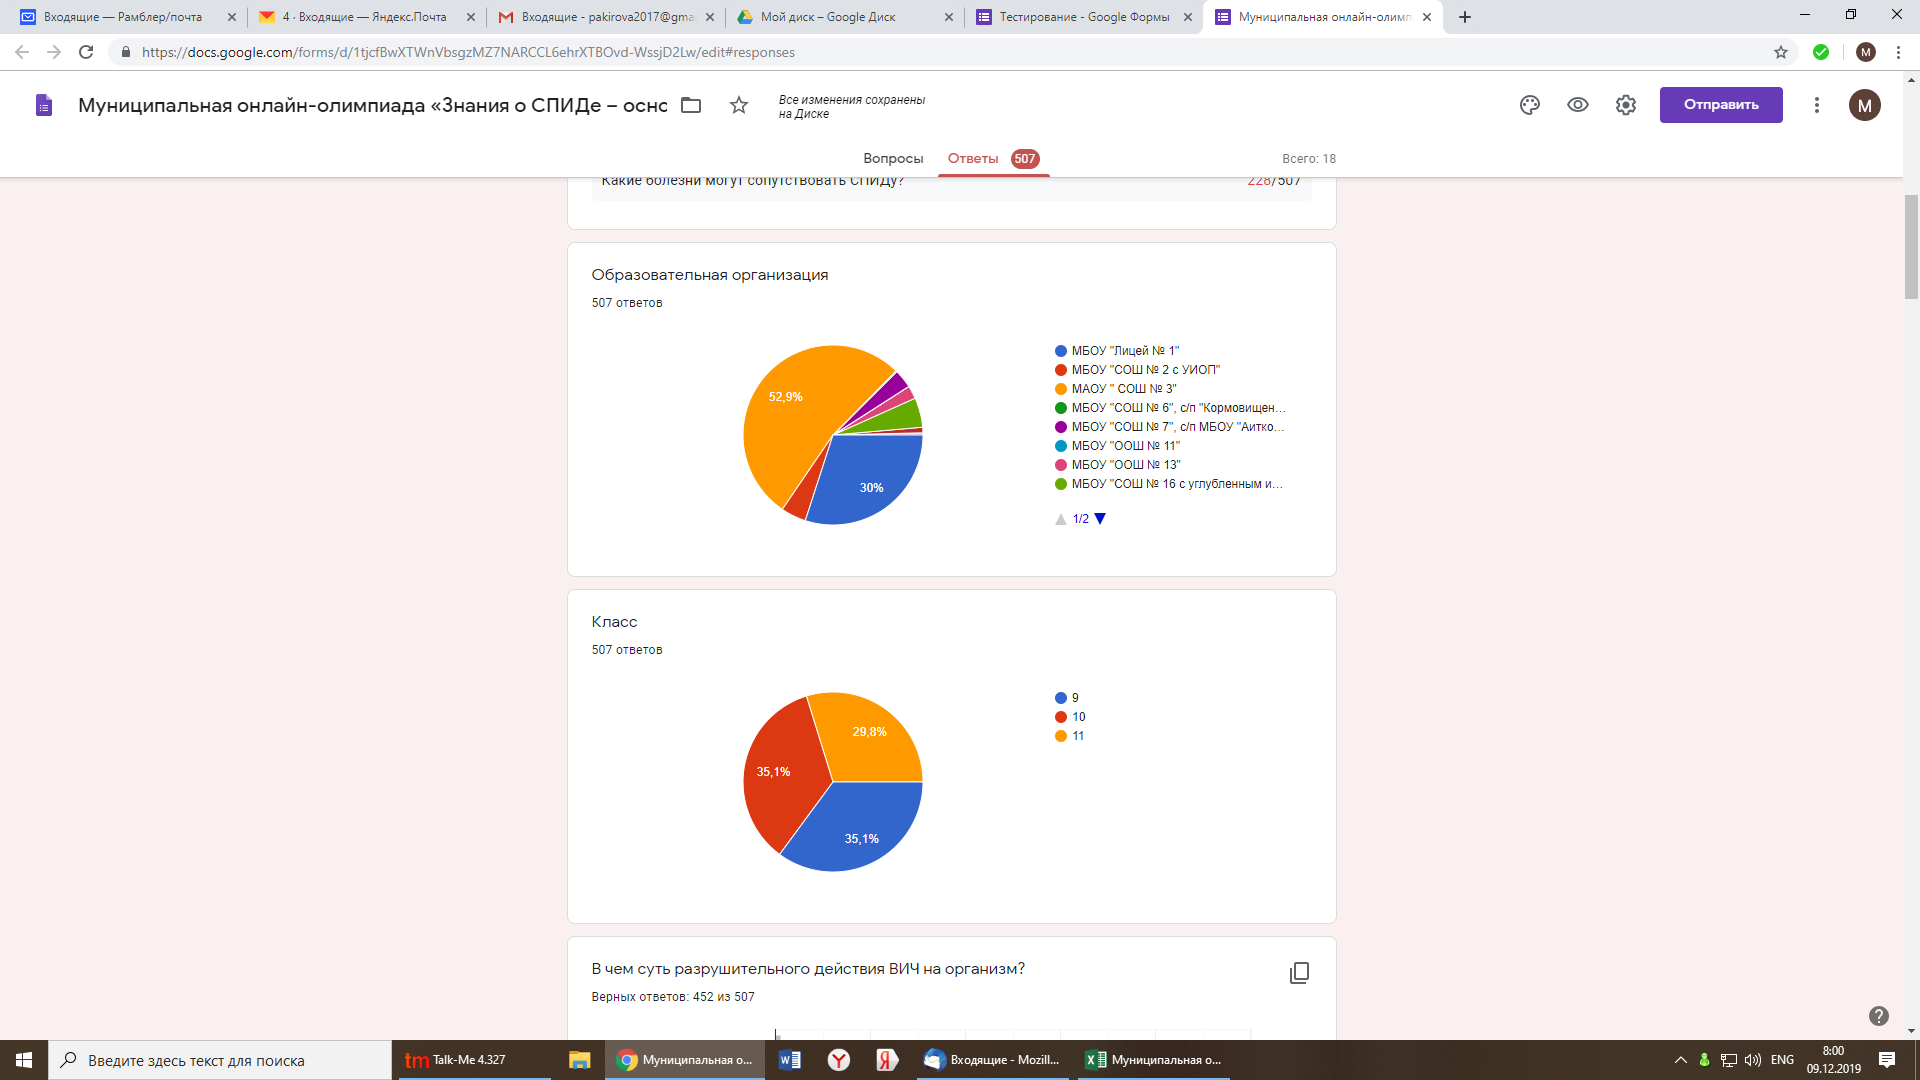 Входящие — Рамблер/почта
4 · Входящие — Яндекс.Почта
Входящие - pakirova2017@gmai
Мой диск – Google Диск
Тестирование - Google Формы
Муниципальная онлайн-олимп
https://docs.google.com/forms/d/1tjcfBwXTWnVbsgzMZ7NARCCL6ehrXTBOvd-WssjD2Lw/edit#responses
M
Муниципальная онлайн-олимпиада «Знания о СПИДе – осно
Все изменения сохранены
на Диске
Отправить
M
Вопросы
Ответы 507
Всего: 18
Какие болезни могут сопутствовать СПИДу?
228/507
Образовательная организация
507 ответов
52,9%
30%
МБОУ "Лицей № 1"
МБОУ "СОШ № 2 с УИОП"
МАОУ " СОШ № 3"
МБОУ "СОШ № 6", с/п "Кормовищен…
МБОУ "СОШ № 7", с/п МБОУ "Аитко…
МБОУ "ООШ № 11"
МБОУ "ООШ № 13"
МБОУ "СОШ № 16 с углубленным и…
1/2
Класс
507 ответов
29,8%
35,1%
35,1%
9
10
11
В чем суть разрушительного действия ВИЧ на организм?
Верных ответов: 452 из 507
Введите здесь текст для поиска
tm Talk-Me 4.327
Муниципальная о...
Входящие - Mozill...
Муниципальная о...
ENG
8:00
09.12.2019